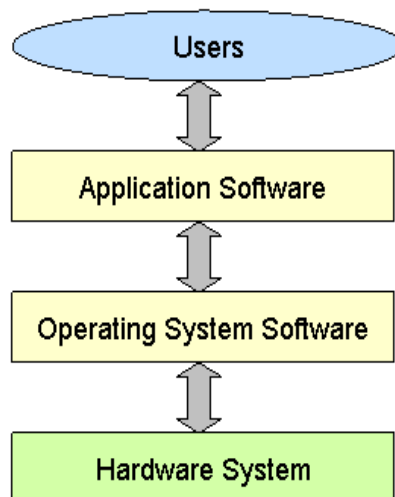 Users
Application Software
Operating System Software
Hardware System